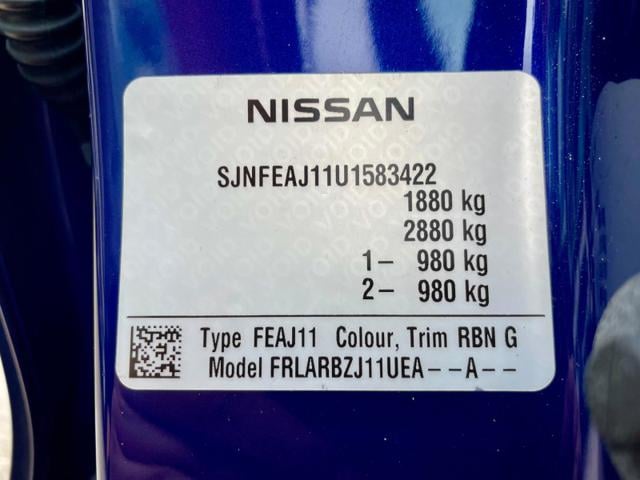 NISSAN
SJNFEAJ11U1583422
1880 kg
2880 kg
1- 980 kg
2- 980 kg
Type FEAJ11 Colour, Trim RBN G
Model FRLARBZJ11UEA--A--